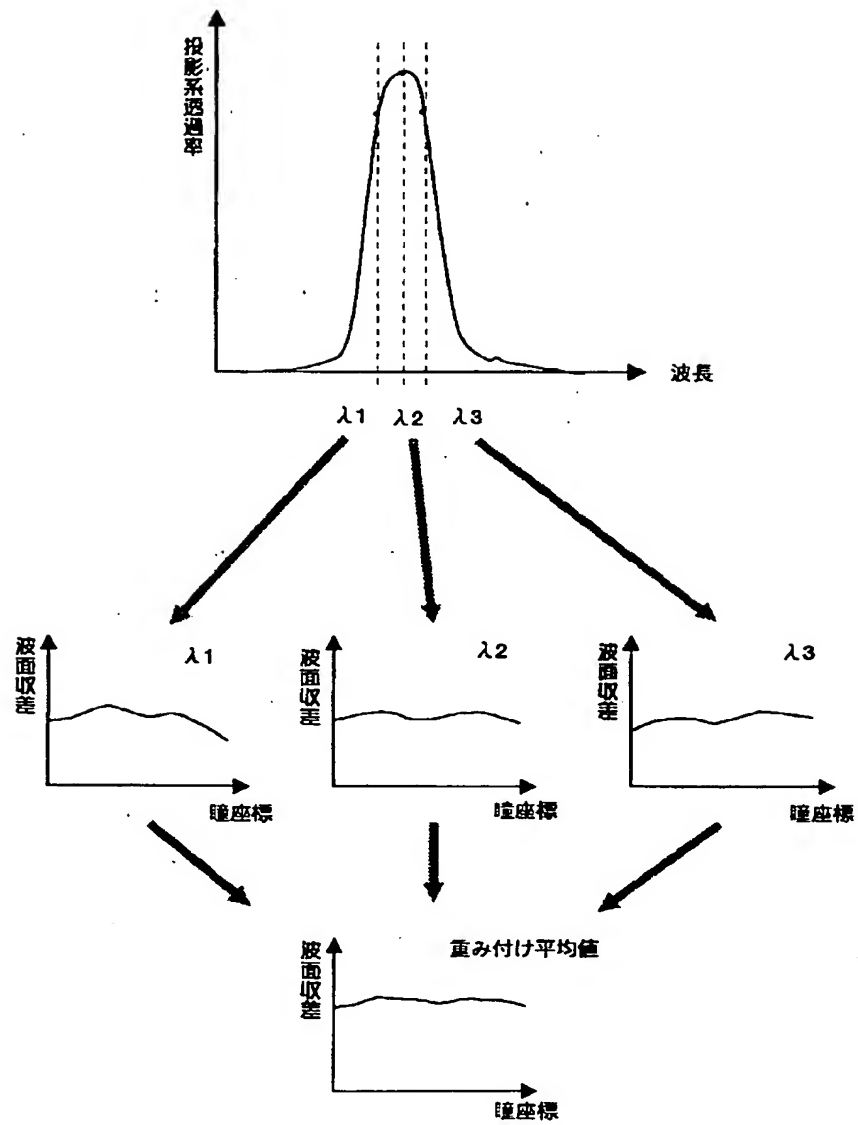 投影系透過率
波長
λ1 λ2 λ3
波面収差
λ1
瞳座標
波面収差
λ2
瞳座標
波面収差
λ3
瞳座標
波面収差
重み付け平均値
瞳座標